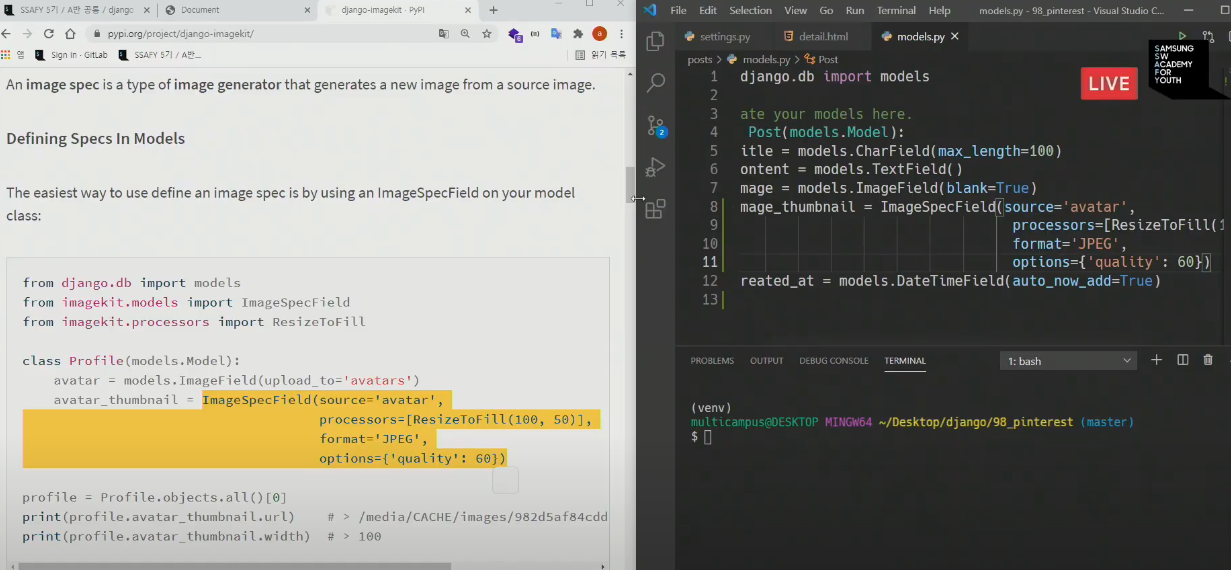 SSAFY 5기 / A반 공통 / django
Document
django-imagekit · PyPI
pypi.org/project/django-imagekit/
앱
Sign in · GitLab
SSAFY 5기 / A반...
읽기 목록
An image spec is a type of image generator that generates a new image from a source image.
Defining Specs In Models
The easiest way to use define an image spec is by using an ImageSpecField on your model
class:
from django.db import models
from imagekit.models import ImageSpecField
from imagekit.processors import ResizeToFill
class Profile(models.Model):
avatar = models.ImageField(upload_to='avatars')
avatar_thumbnail = ImageSpecField(source='avatar',
processors=[ResizeToFill(100, 50)],
format='JPEG',
options={'quality': 60})
profile = Profile.objects.all()[0]
print(profile.avatar_thumbnail.url) # > /media/CACHE/images/982d5af84cdd
print(profile.avatar_thumbnail.width) # > 100
File Edit Selection View Go Run Terminal Help models.py - 98_pinterest - Visual Studio C...
settings.py
detail.html
models.py
posts > models.py > Post
1 django.db import models
2
3 ate your models here.
4 Post(models.Model):
5 itle = models.CharField(max_length=100)
6 ontent = models.TextField()
7 mage = models.ImageField(blank=True)
8 mage_thumbnail = ImageSpecField(source='avatar',
9 processors=[ResizeToFill(1
10 format='JPEG',
11 options={'quality': 60})
12 reated_at = models.DateTimeField(auto_now_add=True)
13
2
LIVE
SAMSUNG
SW
ACADEMY
FOR
YOUTH
PROBLEMS OUTPUT DEBUG CONSOLE TERMINAL
1: bash
(venv)
multicampus@DESKTOP MINGW64 ~/Desktop/django/98_pinterest (master)
$